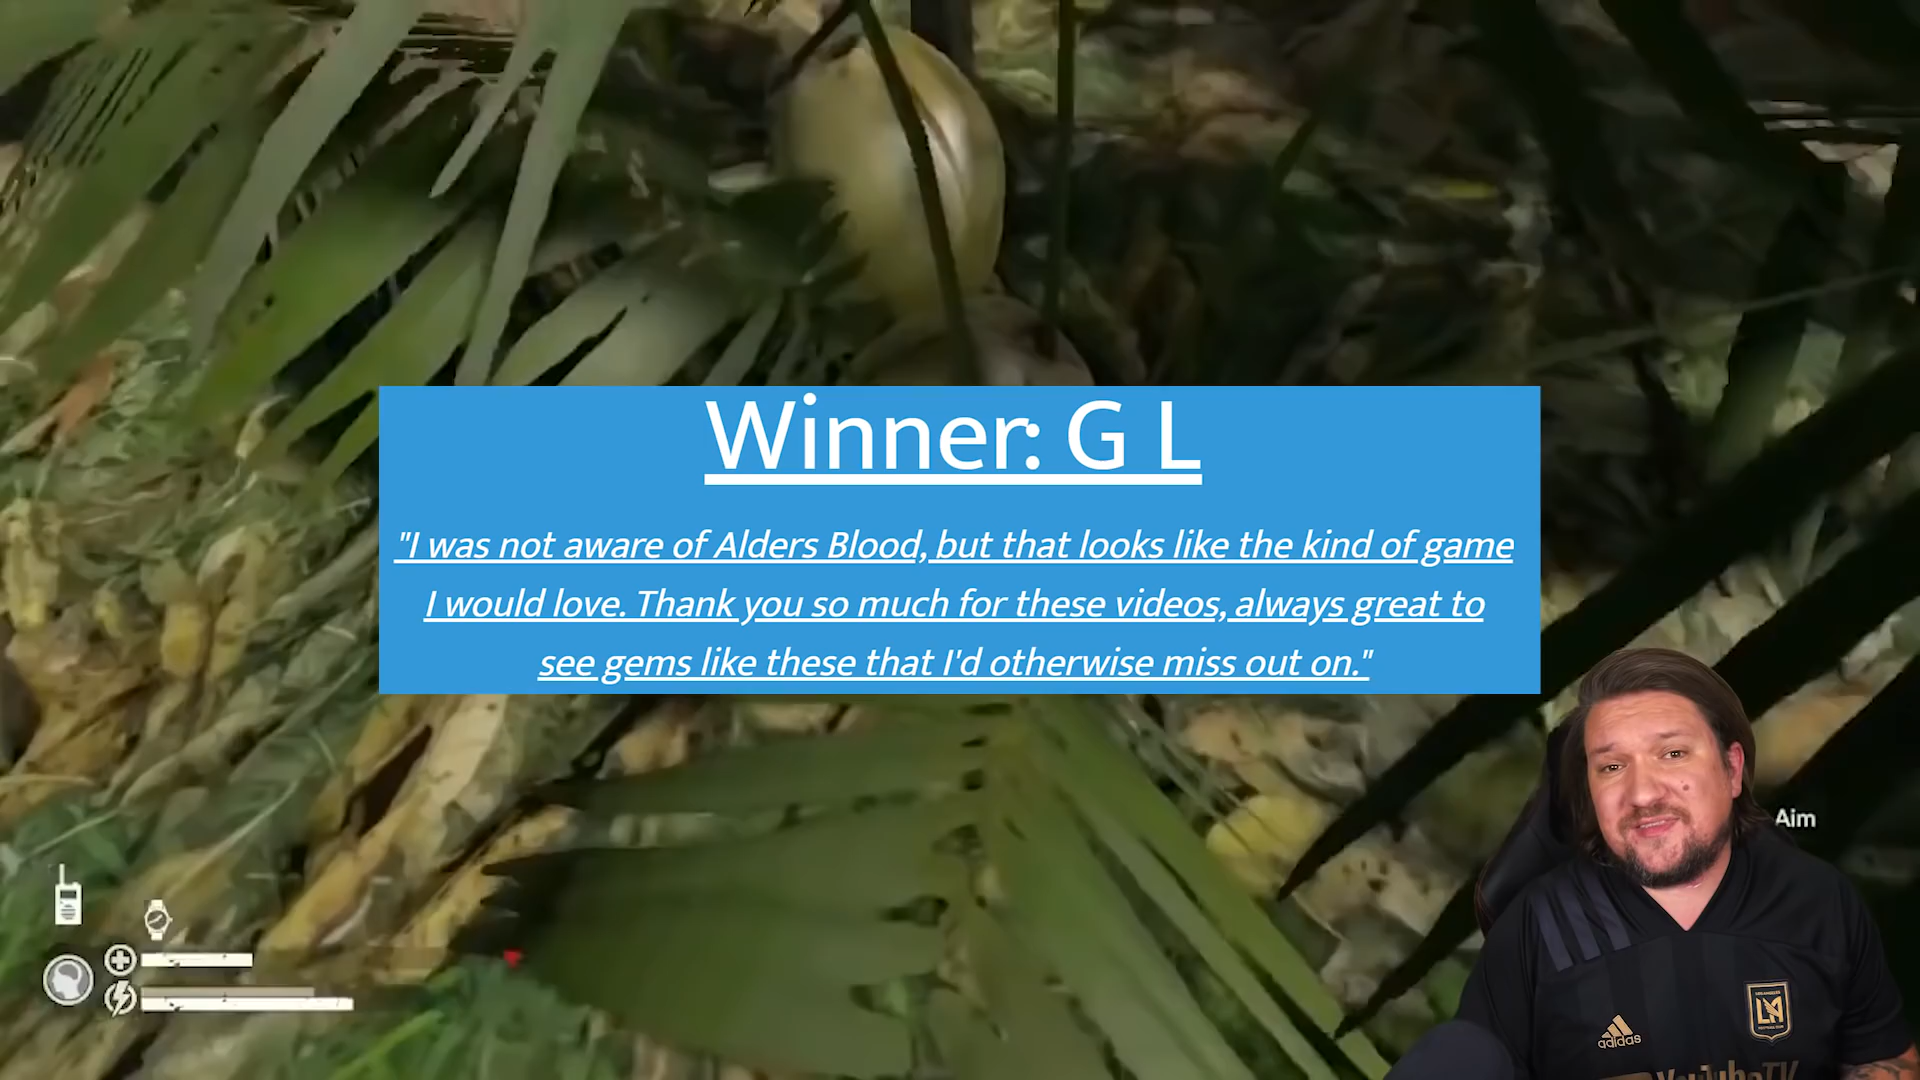 Winner: G L
"I was not aware of Alders Blood, but that looks like the kind of game
I would love. Thank you so much for these videos, always great to
see gems like these that I'd otherwise miss out on."
Aim
adidas
YouTubeTV